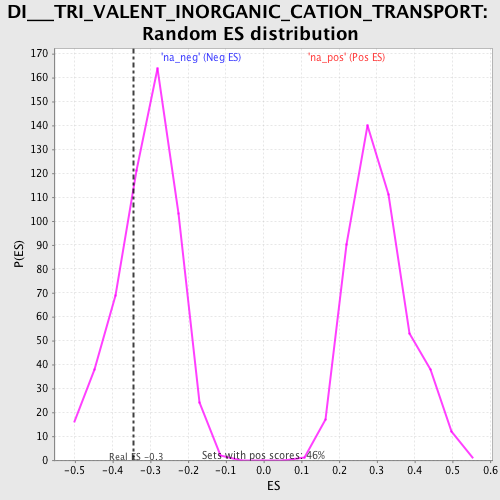 DI___TRI_VALENT_INORGANIC_CATION_TRANSPORT:
Random ES distribution
'na_neg' (Neg ES)
'na_pos' (Pos ES)
P(ES)
170
160
150
140
130
120
110
100
90
80
70
60
50
40
30
20
10
0
Real ES -0.3
Sets with pos scores: 46%
-0.5 -0.4 -0.3 -0.2 -0.1 0.0 0.1 0.2 0.3 0.4 0.5 0.6
ES